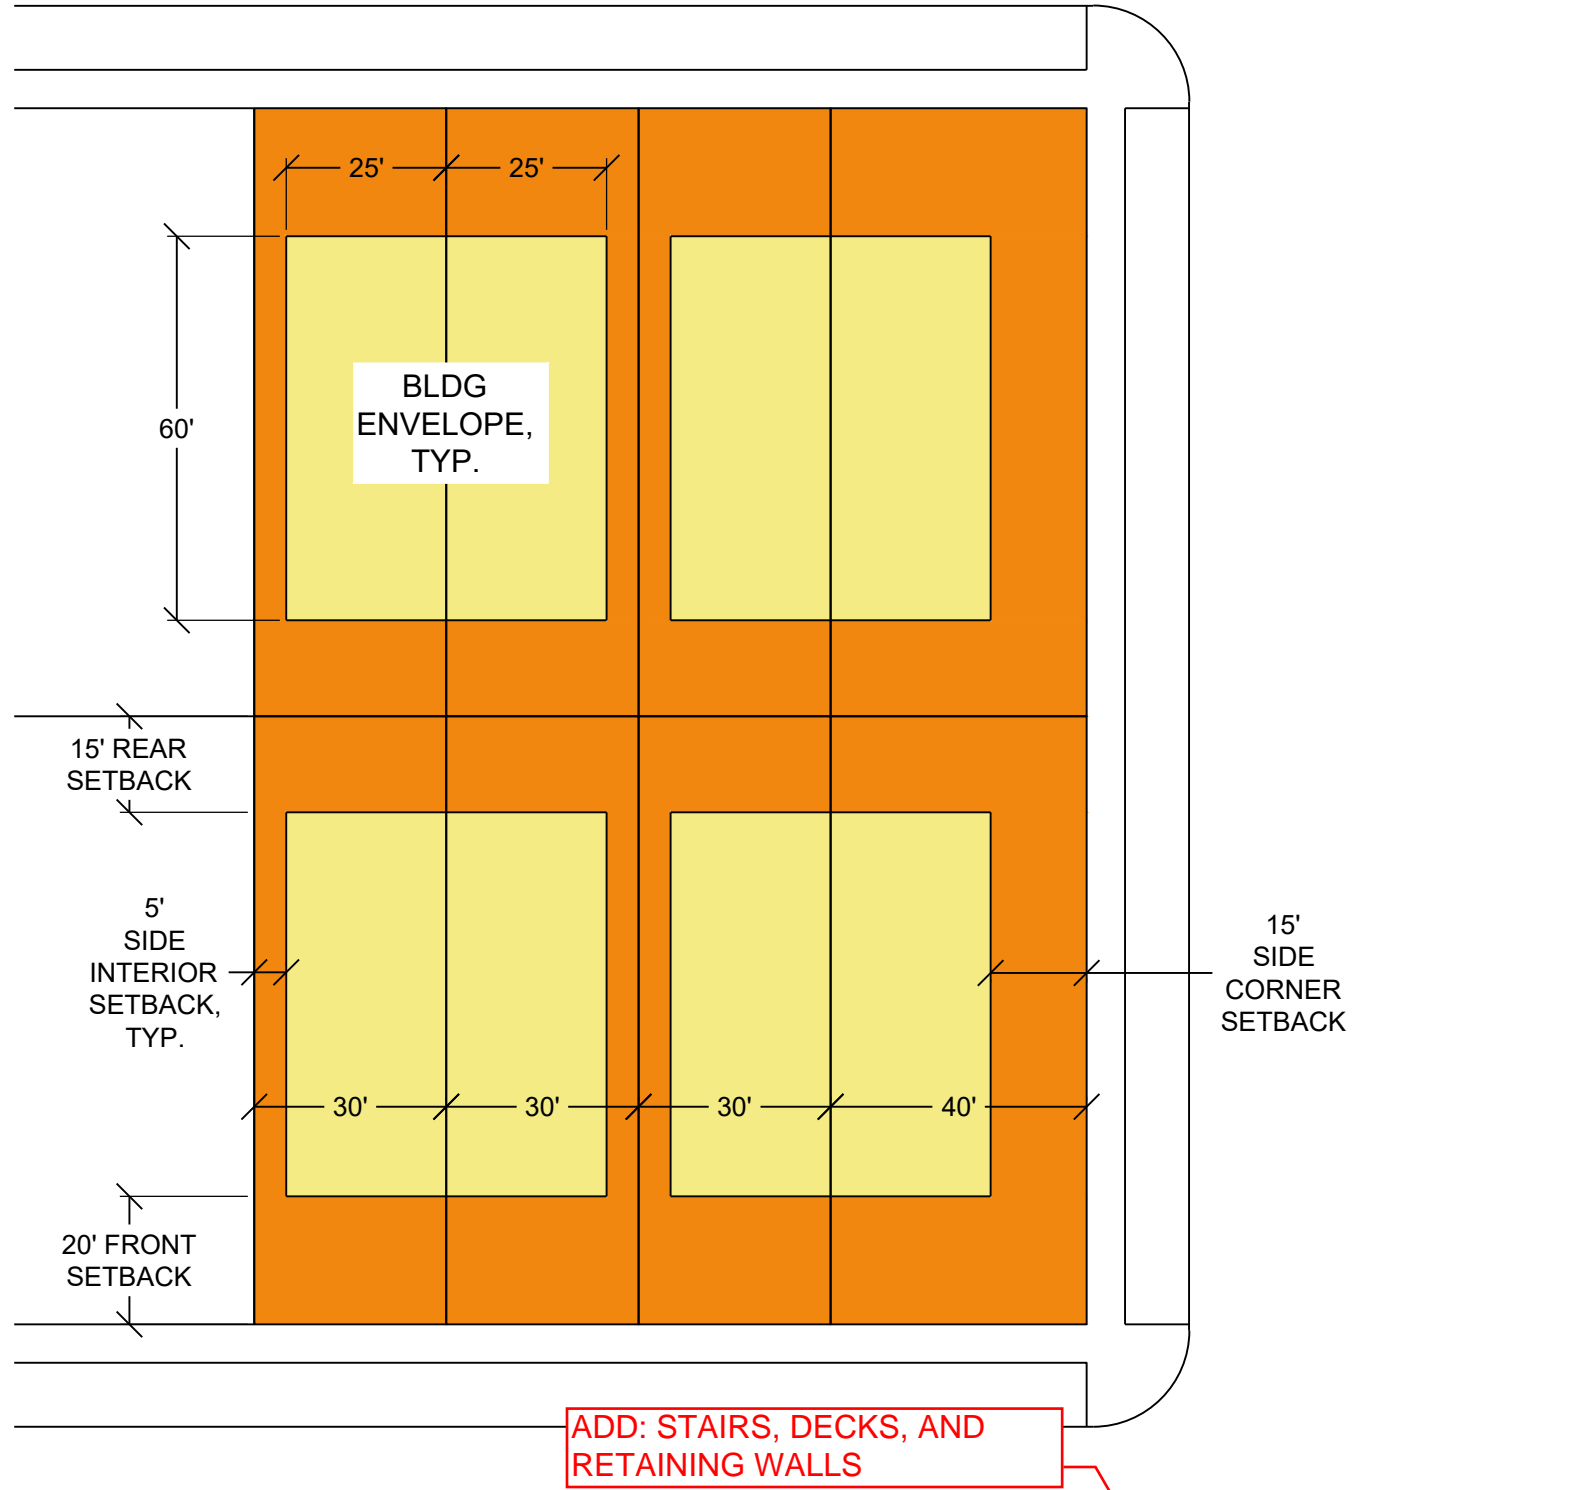 25'
25'
BLDG
ENVELOPE,
TYP.
60'
15' REAR
SETBACK
5'
SIDE
INTERIOR
SETBACK,
TYP.
15'
SIDE
CORNER
SETBACK
30'
30'
30'
40'
20' FRONT
SETBACK
ADD: STAIRS, DECKS, AND
RETAINING WALLS